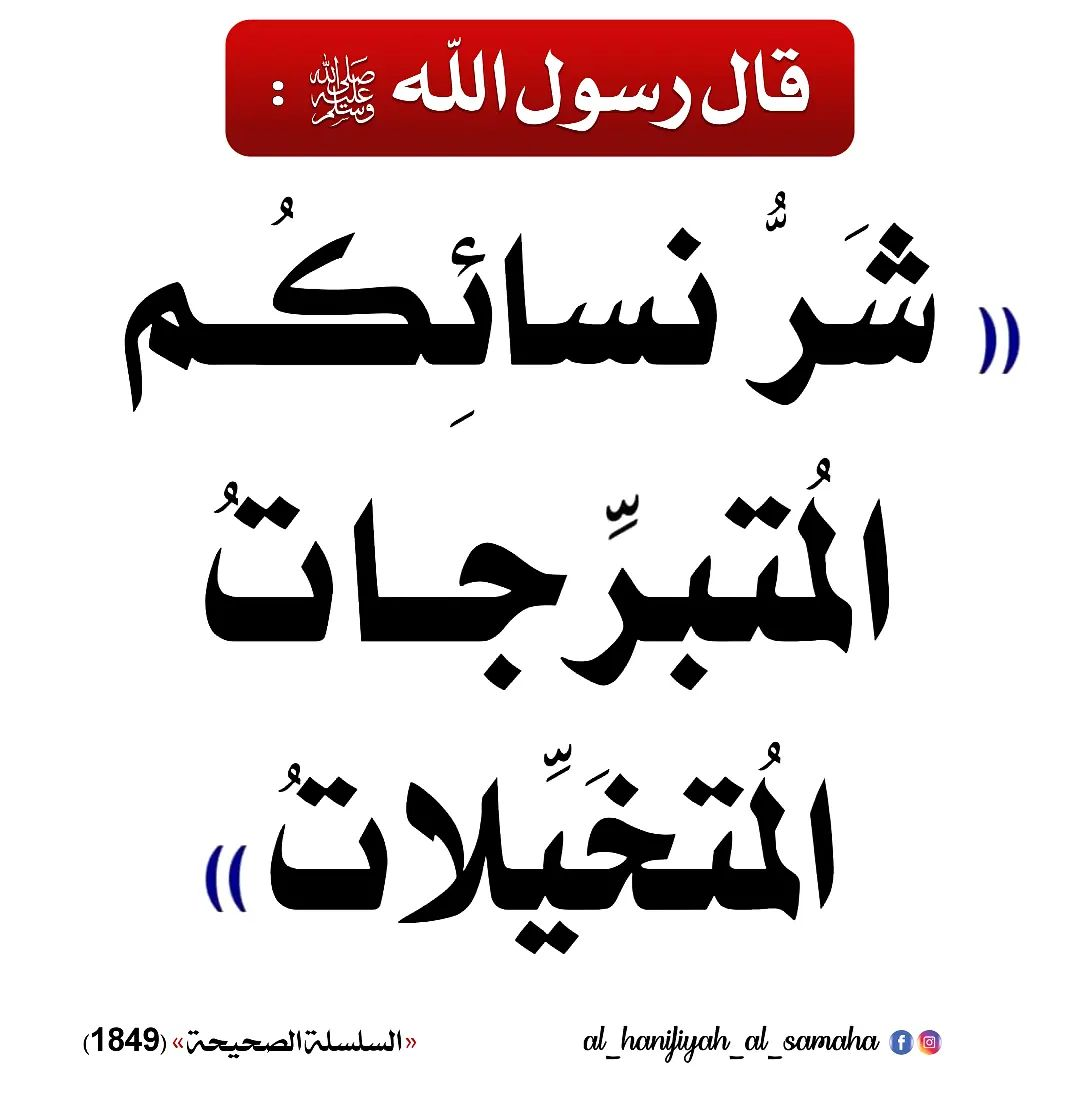 قال رسول الله ﷺ :
(( شَرُّ نسائِكُم
المُتبرِّجاتُ
المُتخَيِّلاتُ ))
al_hanifiyah_al_samaha
«السلسلة الصحيحة» (1849)